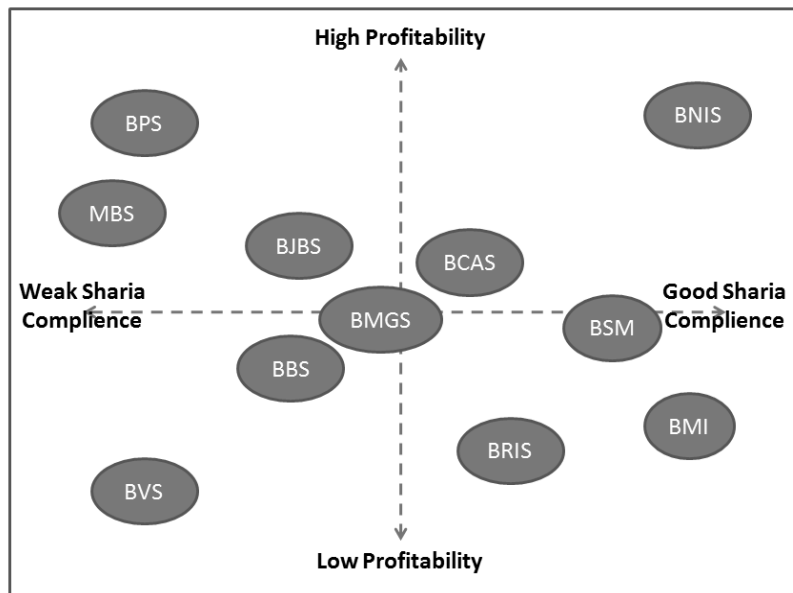 High Profitability
BPS
BNIS
MBS
BJBS
BCAS
Weak Sharia
Complience
Good Sharia
Complience
BMGS
BSM
BBS
BMI
BRIS
BVS
Low Profitability